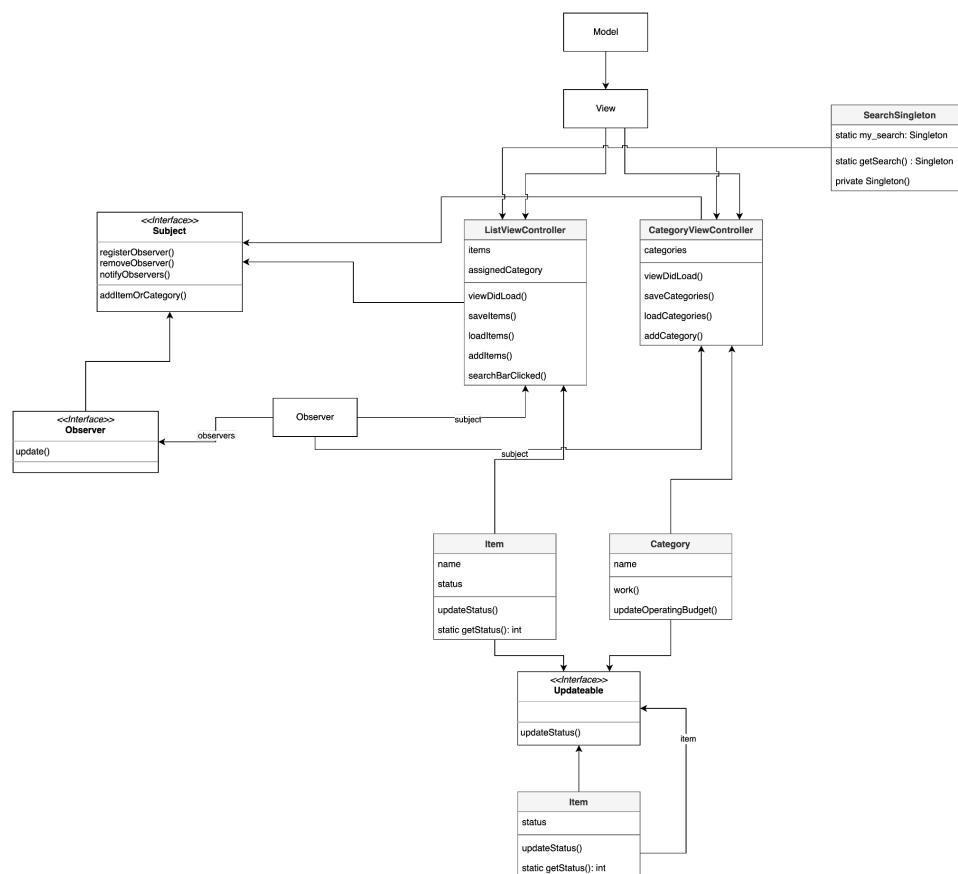 Model
View
SearchSingleton
static my_search: Singleton
static getSearch() : Singleton
private Singleton()
<<Interface>>
Subject
registerObserver()
removeObserver()
notifyObservers()
addItemOrCategory()
ListViewController
items
assignedCategory
viewDidLoad()
saveItems()
loadItems()
addItems()
searchBarClicked()
CategoryViewController
categories
viewDidLoad()
saveCategories()
loadCategories()
addCategory()
<<Interface>>
Observer
update()
observers
Observer
subject
subject
Item
name
status
updateStatus()
static getStatus(): int
Category
name
work()
updateOperatingBudget()
<<Interface>>
Updateable
updateStatus()
item
Item
status
updateStatus()
static getStatus(): int